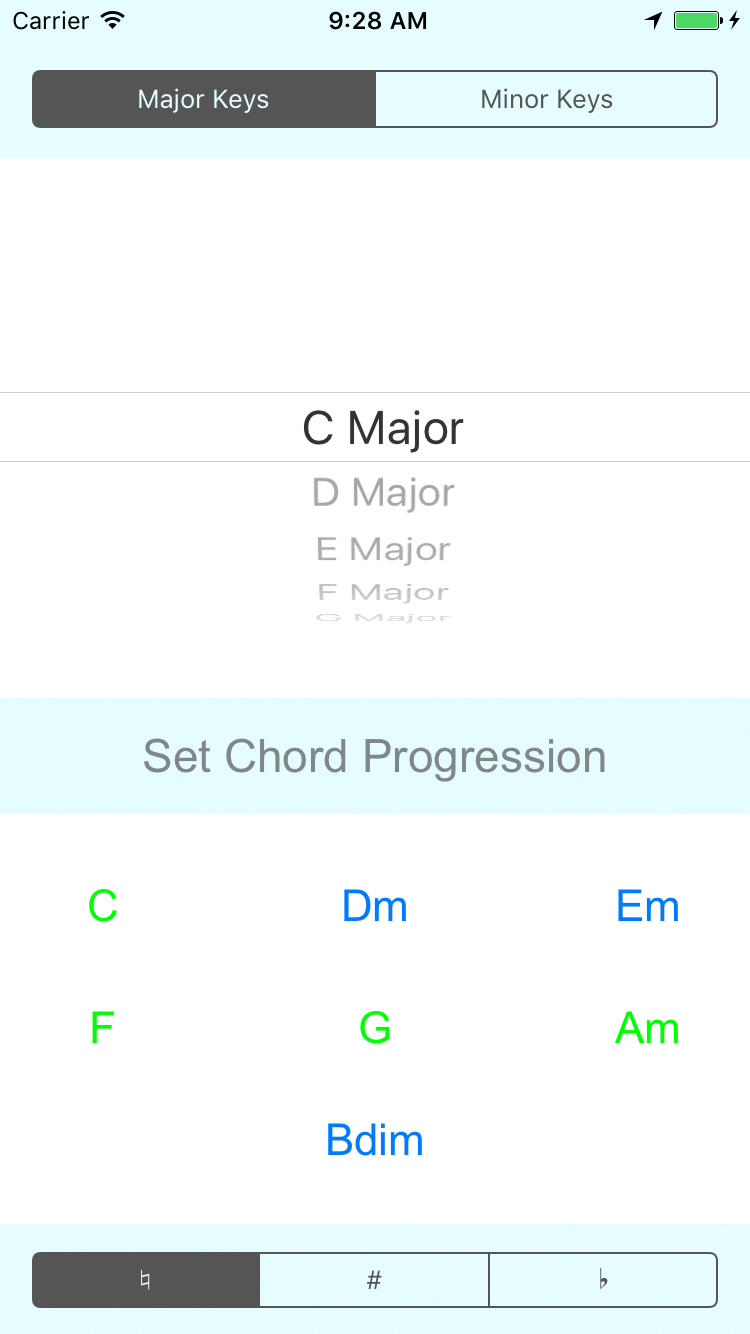 Carrier 9:28 AM
Major Keys Minor Keys
C Major
D Major
E Major
F Major
G Major
Set Chord Progression
C Dm Em
F G Am
Bdim
♮ # ♭